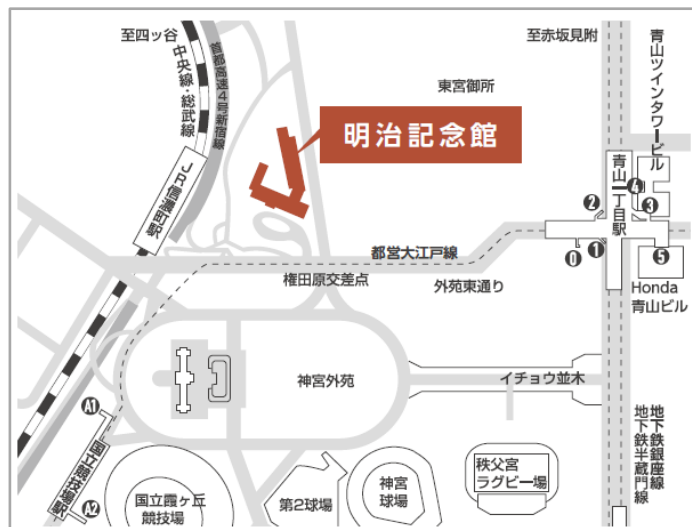 至四ッ谷
中央線・総武線
首都高速4号新宿線
JR信濃町駅
明治記念館
至赤坂見附
東宮御所
青山ツインタワービル
青山一丁目駅
4
3
2
1
0
5
Honda
青山ビル
都営大江戸線
権田原交差点
外苑東通り
神宮外苑
イチョウ並木
A1
国立競技場駅
A2
国立霞ヶ丘
競技場
第2球場
神宮
球場
秩父宮
ラグビー場
地下鉄銀座線
地下鉄半蔵門線